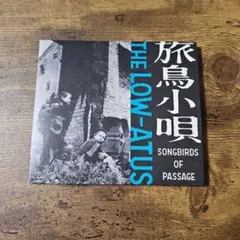 旅鳥小唄
SONGBIRDS
OF
PASSAGE
THE LOW-ATUS